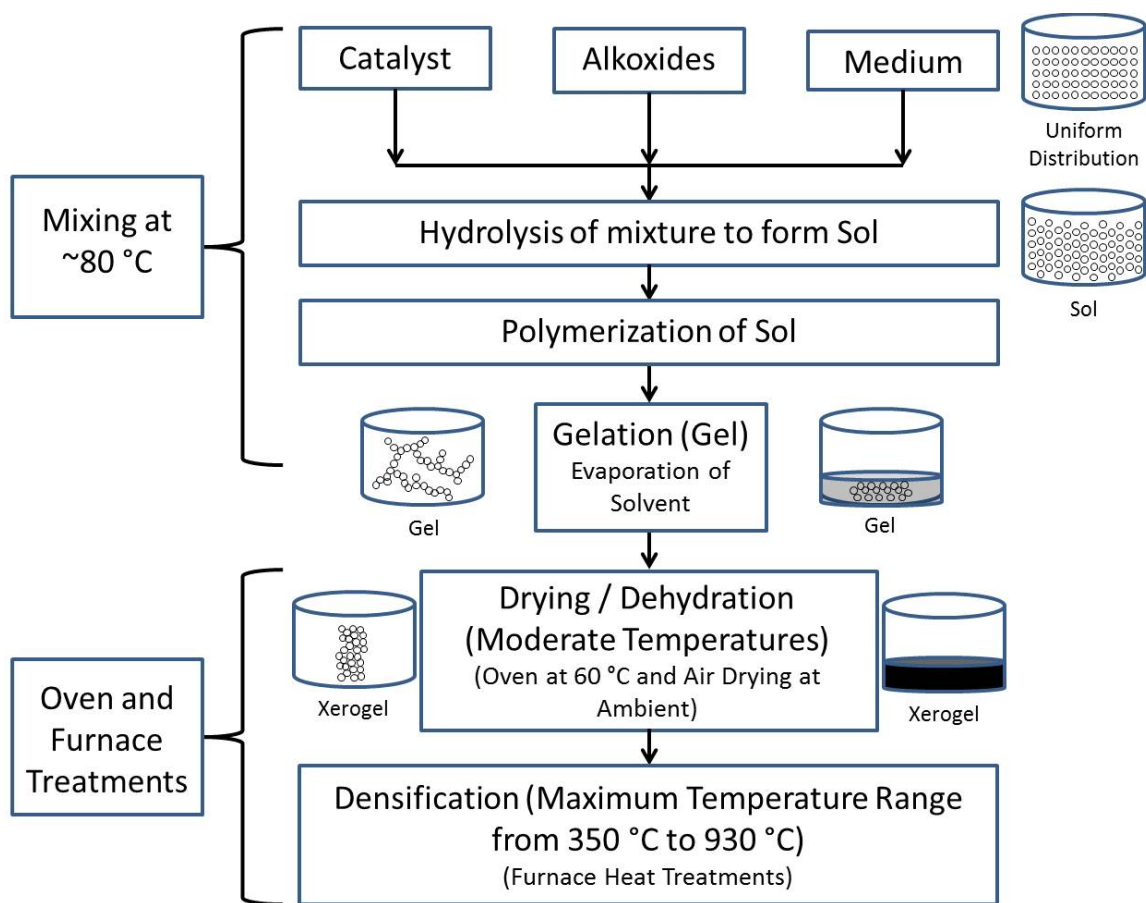 Catalyst
Alkoxides
Medium
Uniform
Distribution
Mixing at
~80 °C
Hydrolysis of mixture to form Sol
Sol
Polymerization of Sol
Gelation (Gel)
Evaporation of
Solvent
Gel
Gel
Drying / Dehydration
(Moderate Temperatures)
(Oven at 60 °C and Air Drying at
Ambient)
Xerogel
Xerogel
Oven and
Furnace
Treatments
Densification (Maximum Temperature Range
from 350 °C to 930 °C)
(Furnace Heat Treatments)